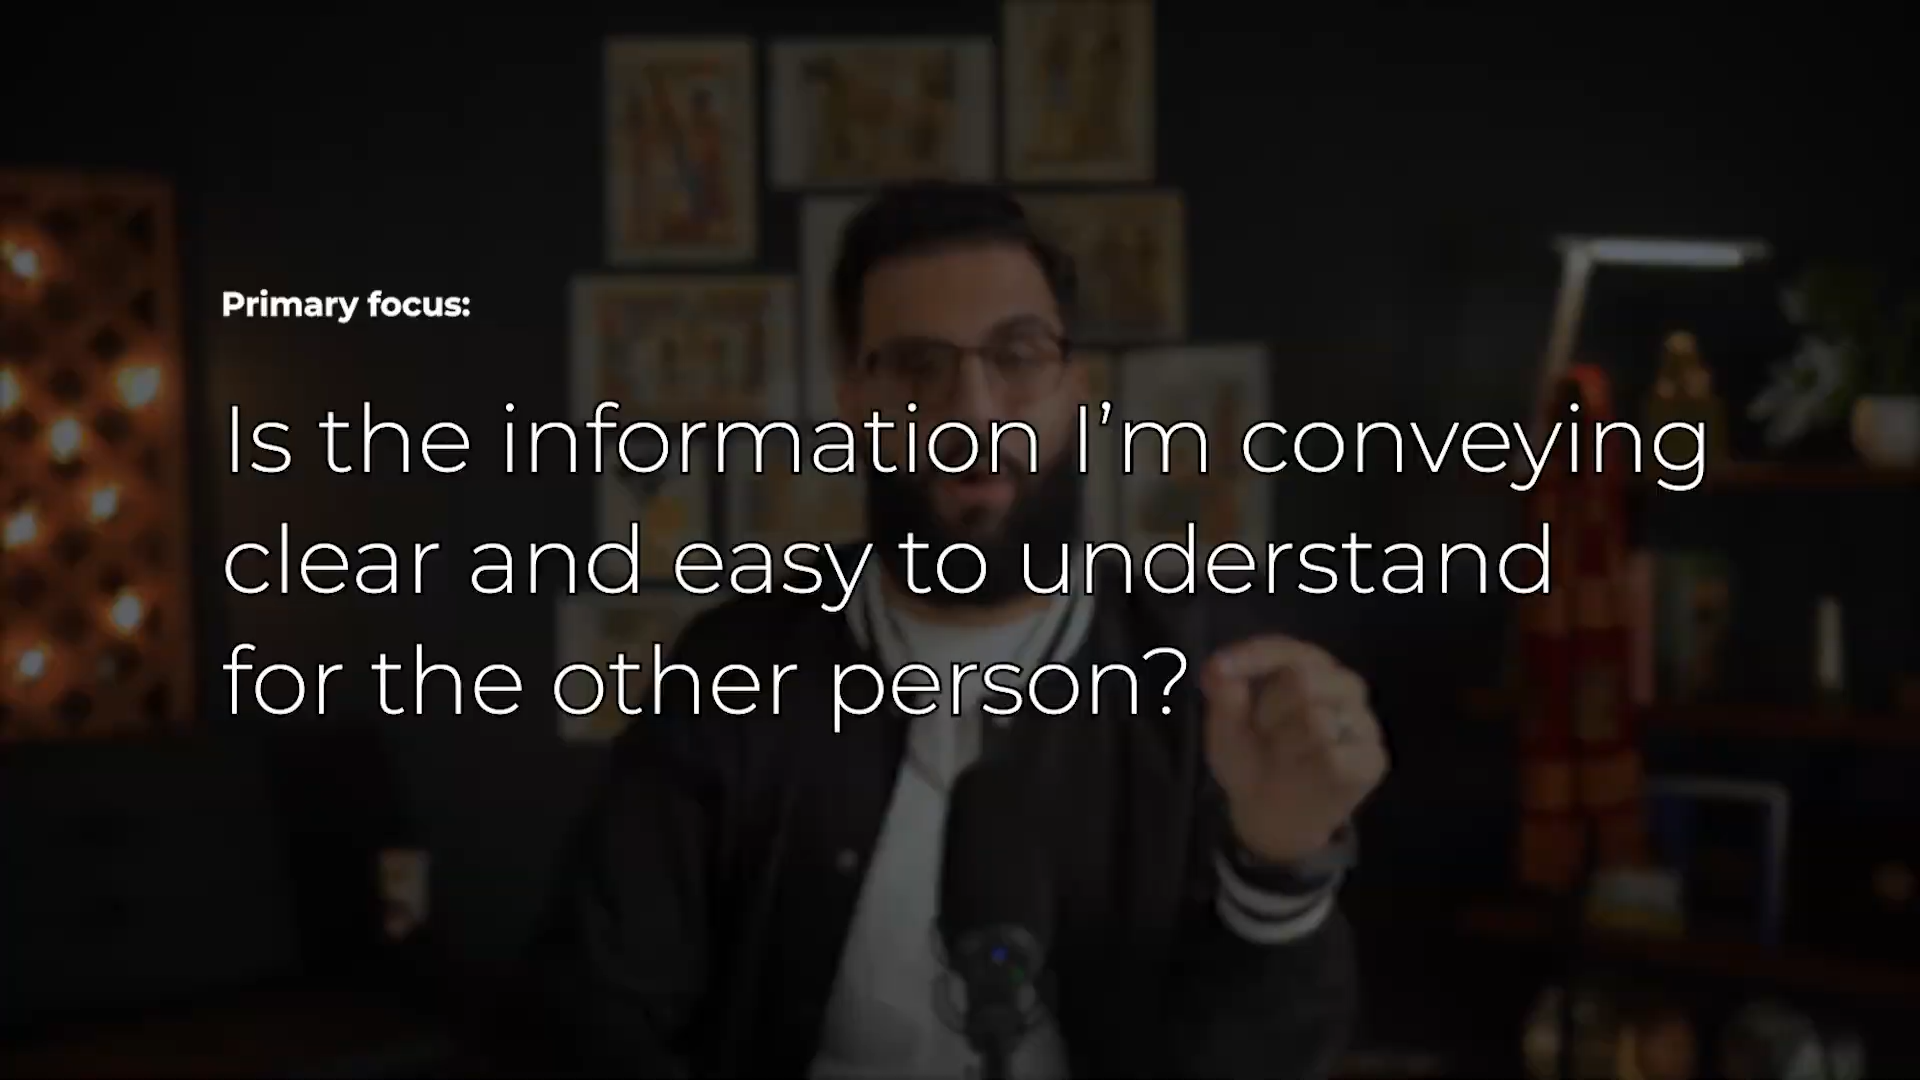 Primary focus:
Is the information I’m conveying
clear and easy to understand
for the other person?